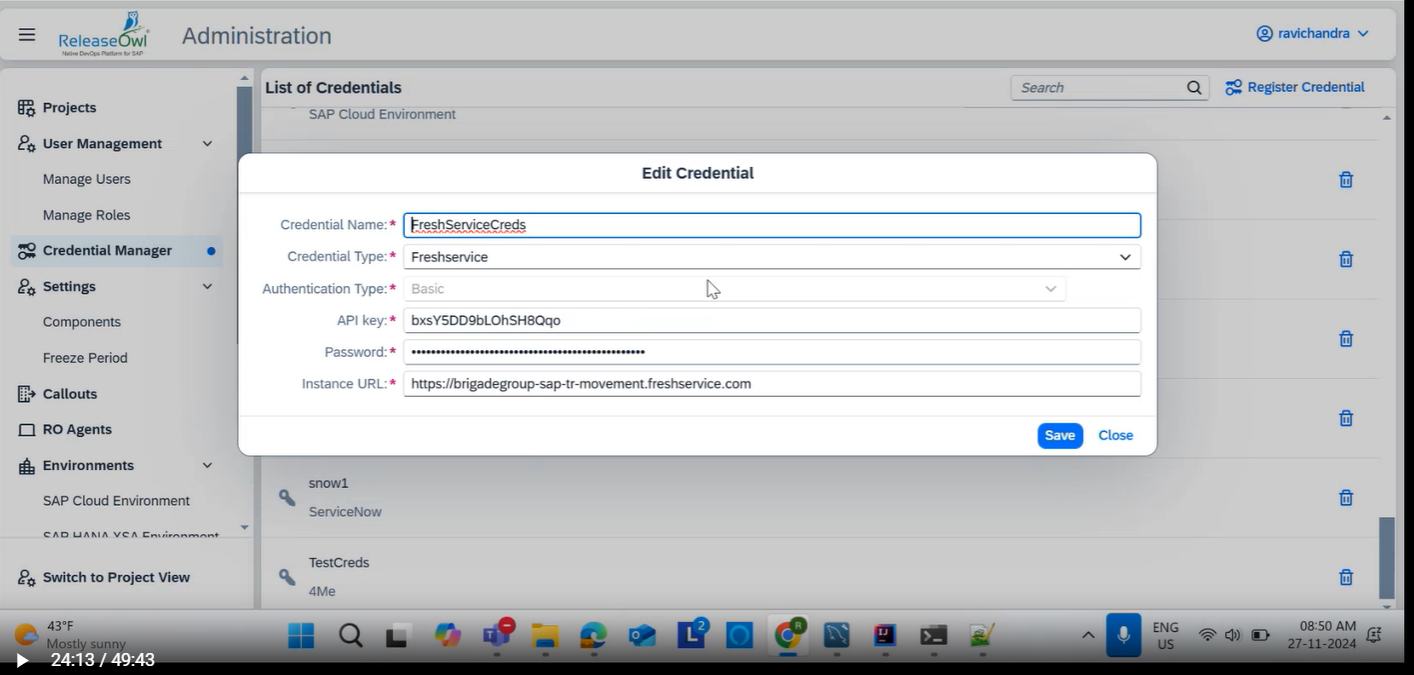 ReleaseOwl
Native DevOps Platform for SAP
Administration
ravichandra
Projects
User Management
Manage Users
Manage Roles
Credential Manager
Settings
Components
Freeze Period
Callouts
RO Agents
Environments
SAP Cloud Environment
SAP HANA XSA Environment
Switch to Project View
List of Credentials
Search
Register Credential
SAP Cloud Environment
Edit Credential
Credential Name:* FreshServiceCreds
Credential Type:* Freshservice
Authentication Type:* Basic
API key:* bxsY5DD9bLOhSH8Qqo
Password:* •••••••••••••••••••••••••••••••••••••••••••••••
Instance URL:* https://brigadegroup-sap-tr-movement.freshservice.com
Save Close
snow1
ServiceNow
TestCreds
4Me
43°F
Mostly sunny
ENG
US
08:50 AM
27-11-2024
24:13 / 49:43